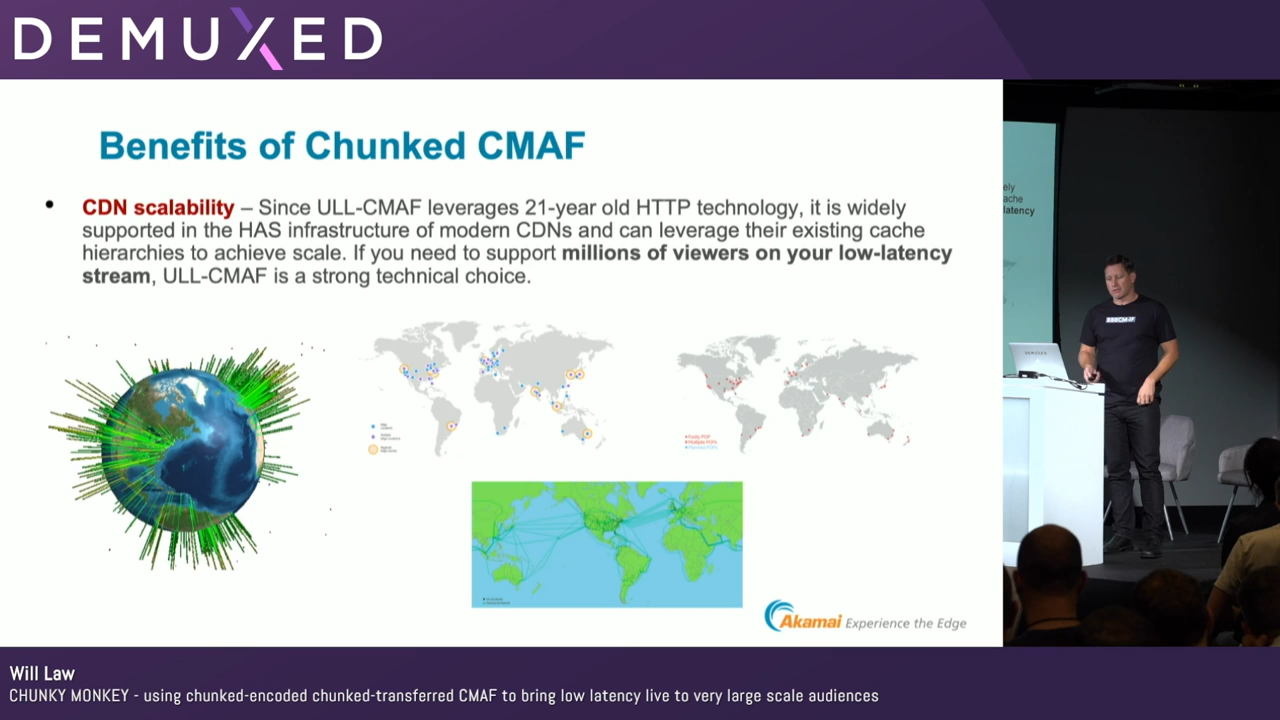 DEMUXED
Benefits of Chunked CMAF
• CDN scalability – Since ULL-CMAF leverages 21-year old HTTP technology, it is widely
supported in the HAS infrastructure of modern CDNs and can leverage their existing cache
hierarchies to achieve scale. If you need to support millions of viewers on your low-latency
stream, ULL-CMAF is a strong technical choice.
ely
ache
latency
Akamai Experience the Edge
Will Law
CHUNKY MONKEY - using chunked-encoded chunked-transferred CMAF to bring low latency live to very large scale audiences